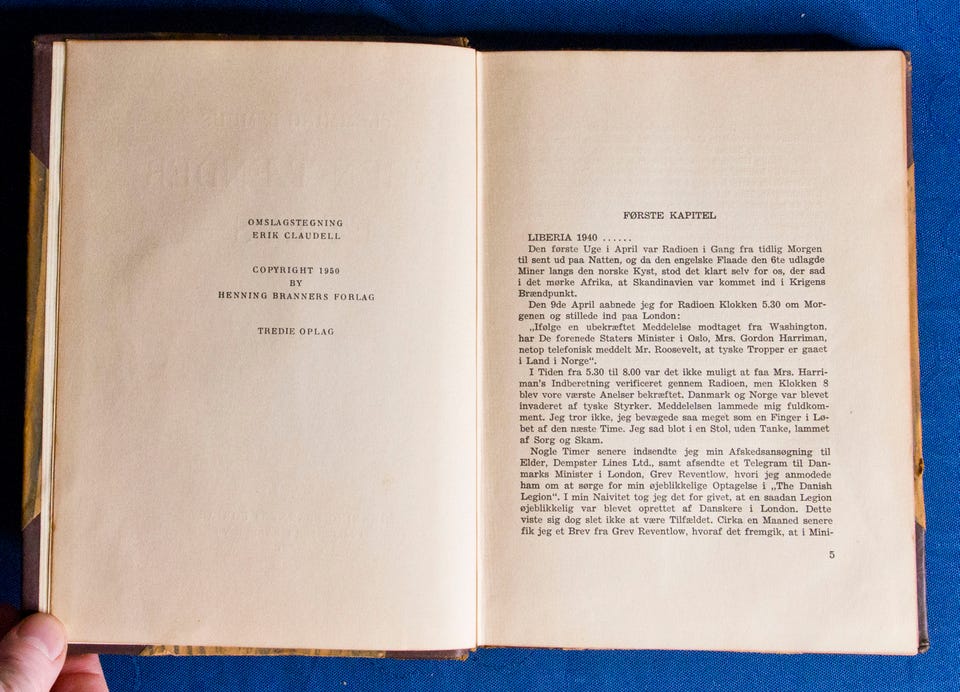 OMSLAGSTEGNING
ERIK CLAUDELL
COPYRIGHT 1950
BY
HENNING BRANNERS FORLAG
TREDIE OPLAG
FØRSTE KAPITEL
LIBERIA 1940 ......
Den første Uge i April var Radioen i Gang fra tidlig Morgen
til sent ud paa Natten, og da den engelske Flaade den 6te udlagde
Miner langs den norske Kyst, stod det klart selv for os, der sad
i det mørke Afrika, at Skandinavien var kommet ind i Krigens
Brændpunkt.
Den 9de April aabnede jeg for Radioen Klokken 5.30 om Mor-
genen og stillede ind paa London:
„Ifølge en ubekræftet Meddelelse modtaget fra Washington,
har De forenede Staters Minister i Oslo, Mrs. Gordon Harriman,
netop telefonisk meddelt Mr. Roosevelt, at tyske Tropper er gaaet
i Land i Norge“.
I Tiden fra 5.30 til 8.00 var det ikke muligt at faa Mrs. Harri-
man's Indberetning verificeret gennem Radioen, men Klokken 8
blev vore værste Anelser bekræftet. Danmark og Norge var blevet
invaderet af tyske Styrker. Meddelelsen lammede mig fuldkom-
ment. Jeg tror ikke, jeg bevægede saa meget som en Finger i Lø-
bet af den næste Time. Jeg sad blot i en Stol, uden Tanke, lammet
af Sorg og Skam.
Nogle Timer senere indsendte jeg min Afskedsansøgning til
Elder, Dempster Lines Ltd., samt afsendte et Telegram til Dan-
marks Minister i London, Grev Reventlow, hvori jeg anmodede
ham om at sørge for min øjeblikkelige Optagelse i „The Danish
Legion“. I min Naivitet tog jeg det for givet, at en saadan Legion
øjeblikkelig var blevet oprettet af Danskere i London. Dette
viste sig dog slet ikke at være Tilfældet. Cirka en Maaned senere
fik jeg et Brev fra Grev Reventlow, hvoraf det fremgik, at i Mini-
5